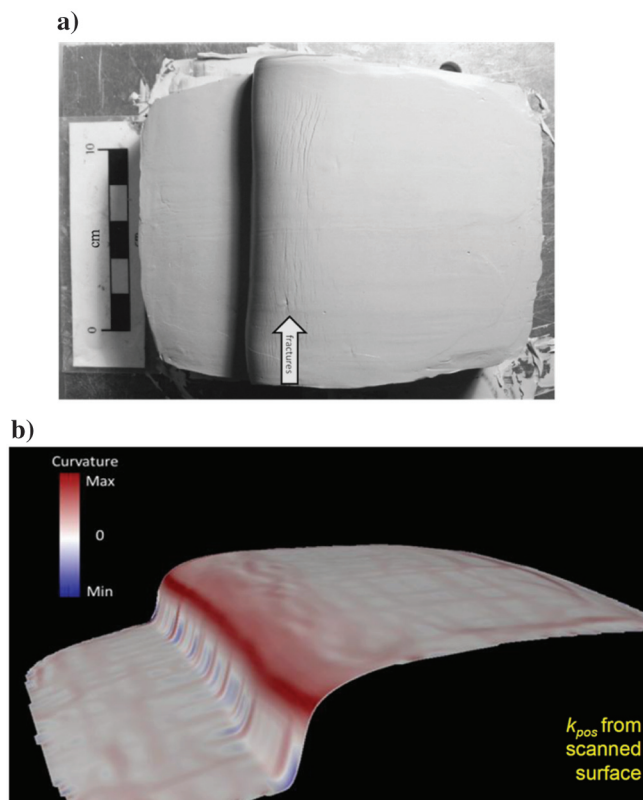 a)
10
cm
0
fractures
b)
Curvature
Max
0
Min
kpos from
scanned
surface